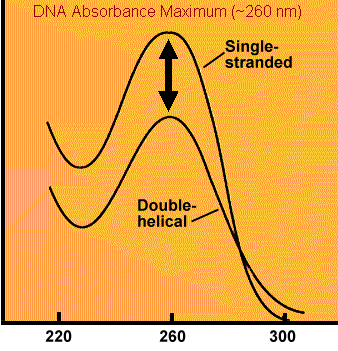 DNA Absorbance Maximum (~260 nm)
Single-
stranded
Double-
helical
220 260 300